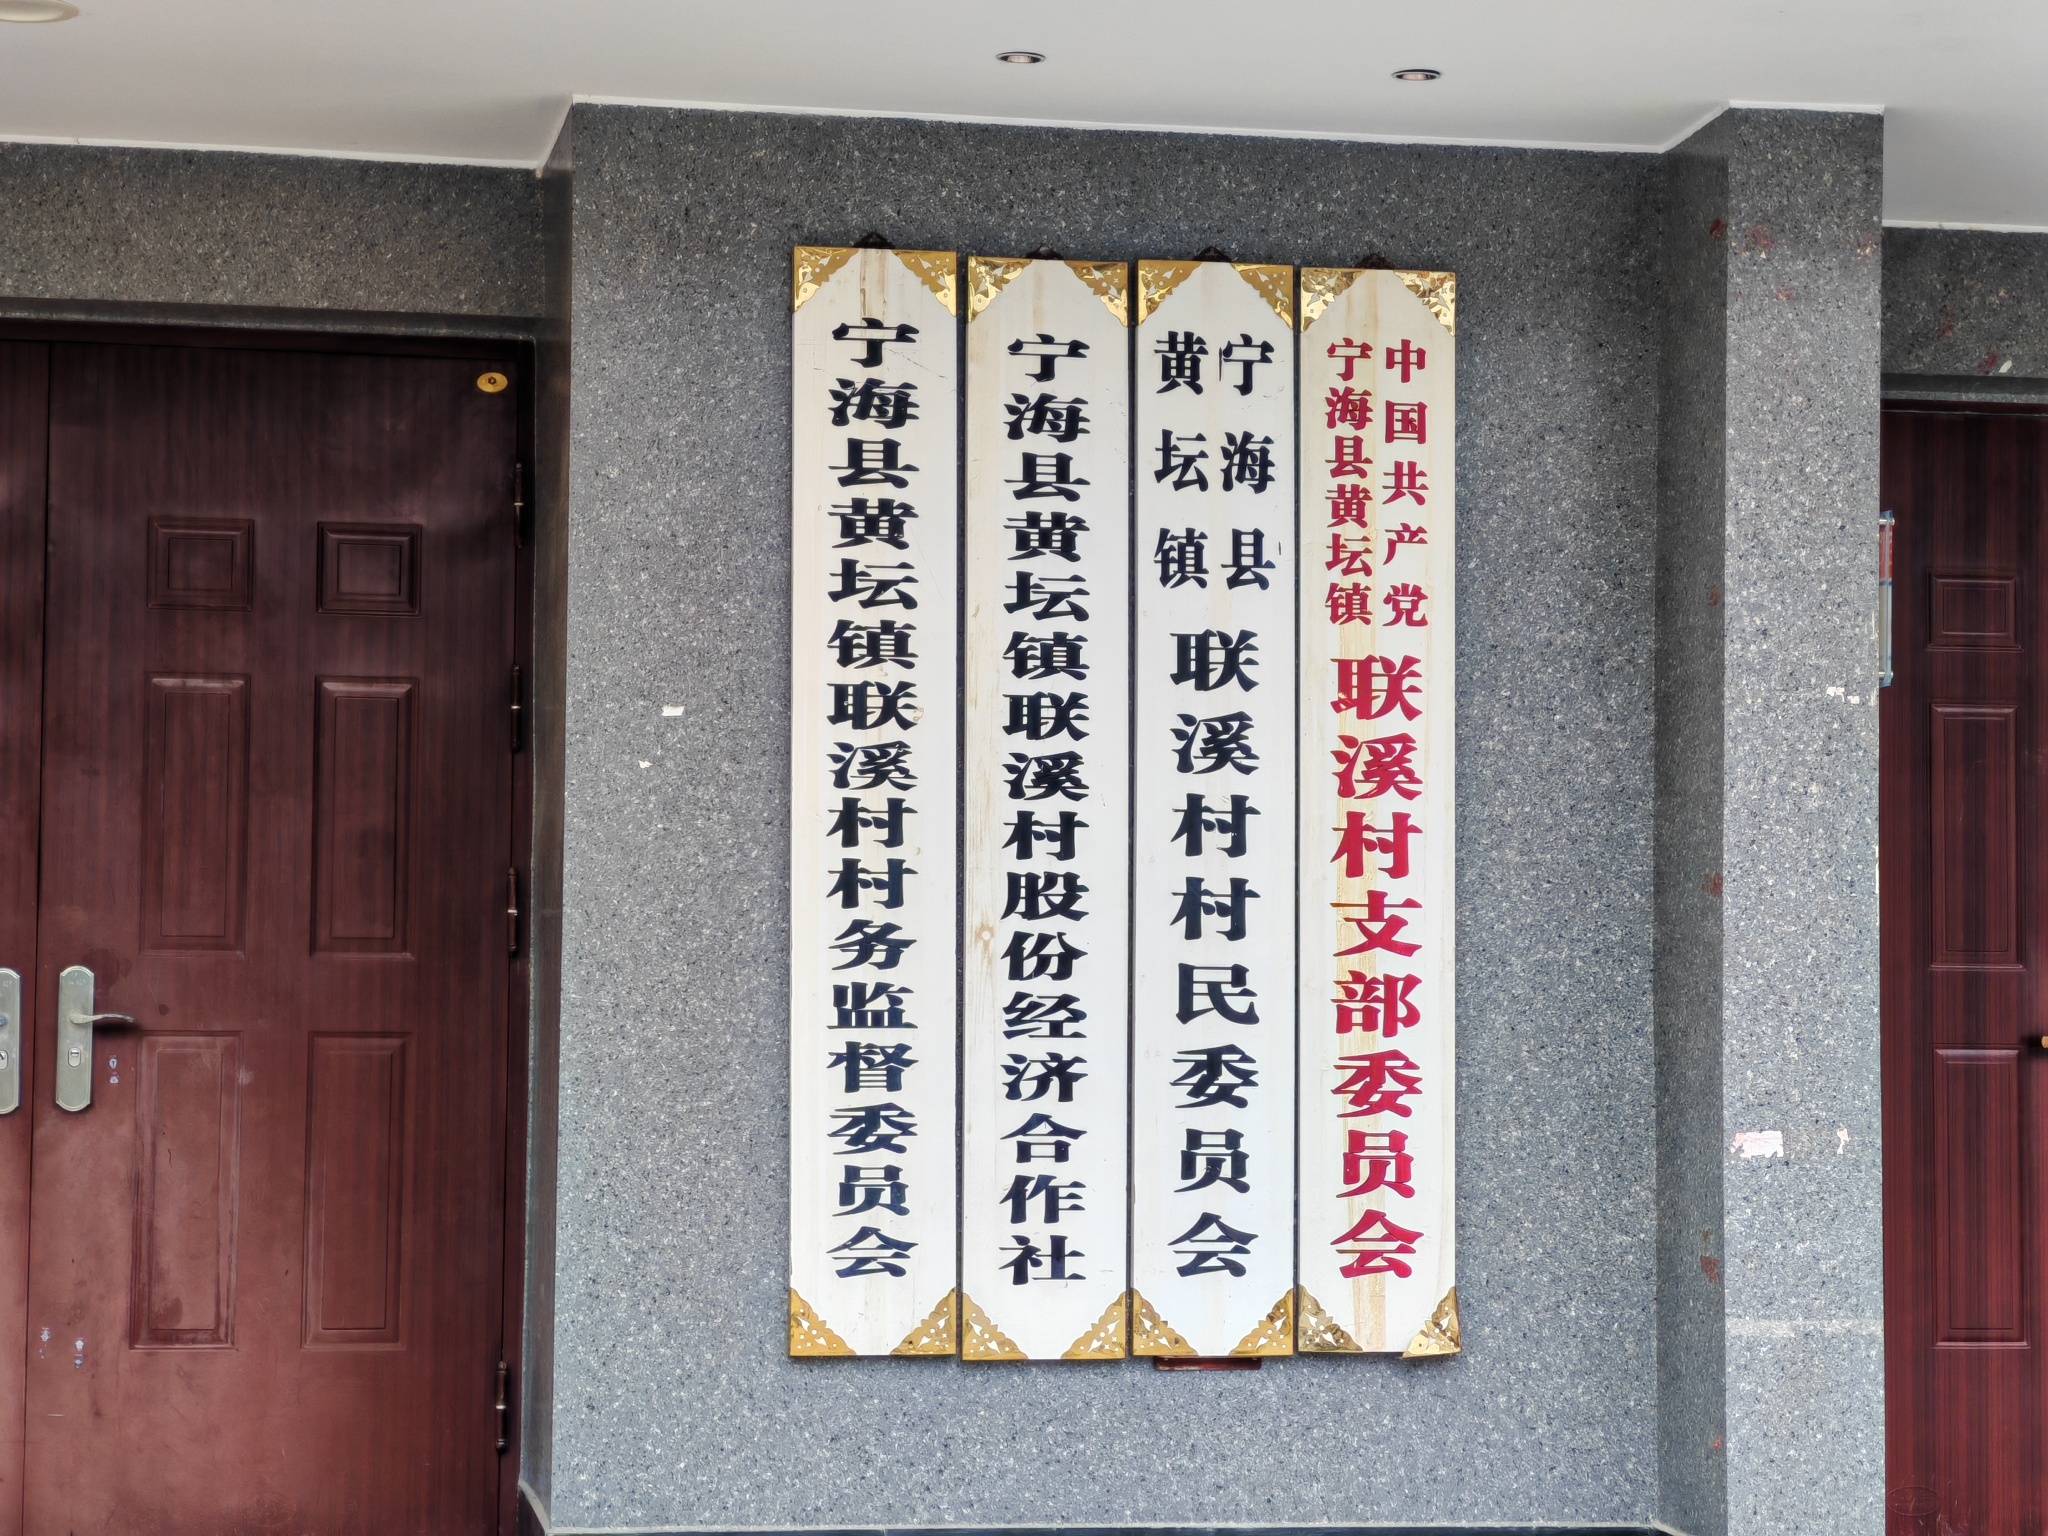 中国共产党
宁海县黄坛镇
联溪村支部委员会
宁海县
黄坛镇
联溪村村民委员会
宁海县黄坛镇联溪村股份经济合作社
宁海县黄坛镇联溪村村务监督委员会